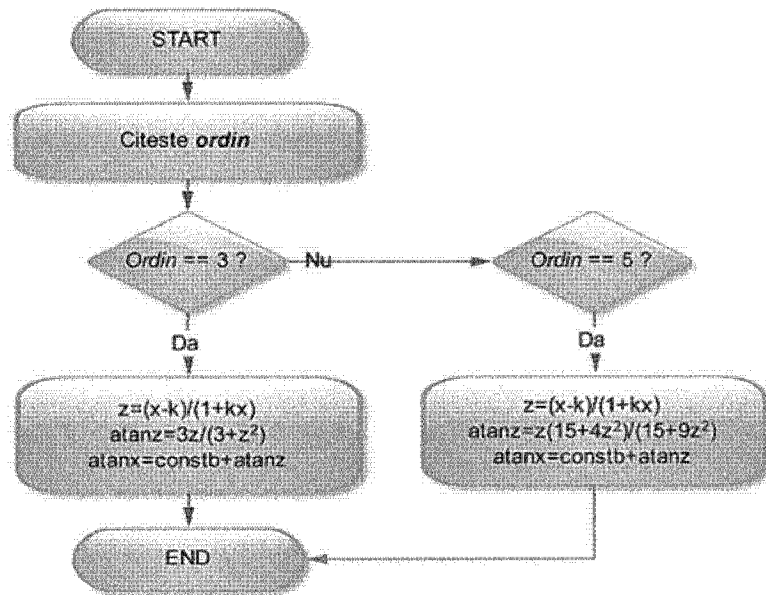 START
Citeste ordin
Ordin == 3 ?
Nu
Ordin == 5 ?
Da
Da
z=(x-k)/(1+kx)
atanz=3z/(3+z²)
atanx=constb+atanz
z=(x-k)/(1+kx)
atanz=z(15+4z²)/(15+9z²)
atanx=constb+atanz
END